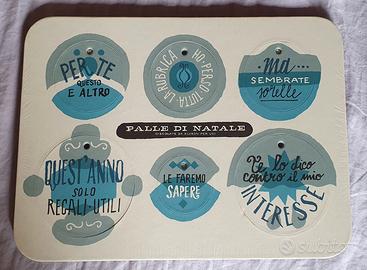 PER TE
QUESTO
E ALTRO
HO PERSO TUTTA LA RUBRICA
Ma...
SEMBRATE
sorelle
PALLE DI NATALE
QUEST'ANNO
SOLO
REGALI UTILI
LE FAREMO
SAPERE
Te lo dico
contro il mio
INTERESSE
subito